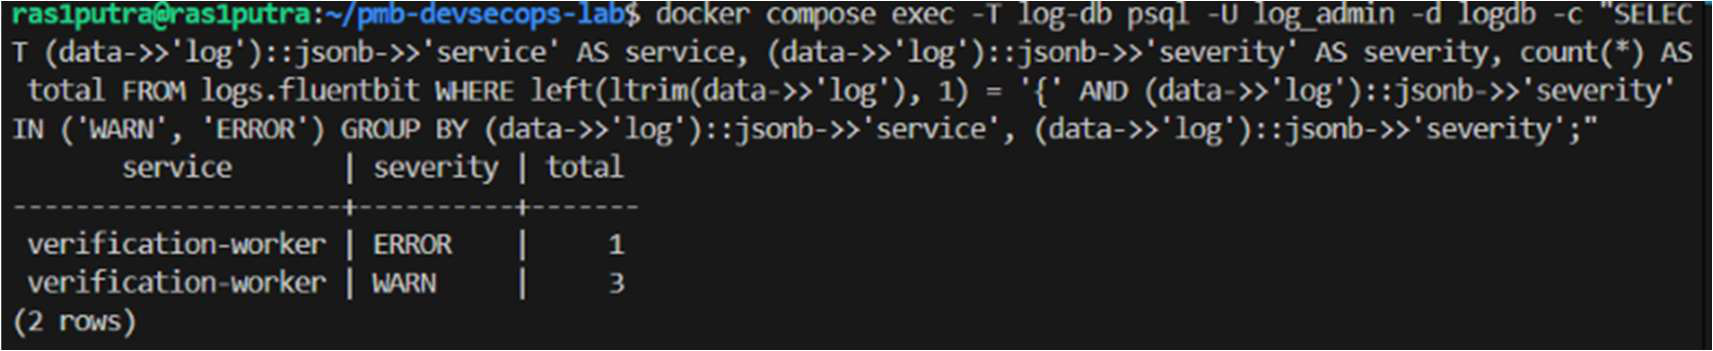 ras1putra@ras1putra:~/pmb-devsecops-lab$ docker compose exec -T log-db psql -U log_admin -d logdb -c "SELEC
T (data->>'log')::jsonb->>'service' AS service, (data->>'log')::jsonb->>'severity' AS severity, count(*) AS
 total FROM logs.fluentbit WHERE left(ltrim(data->>'log'), 1) = '{' AND (data->>'log')::jsonb->>'severity'
IN ('WARN', 'ERROR') GROUP BY (data->>'log')::jsonb->>'service', (data->>'log')::jsonb->>'severity';"
       service        | severity | total
----------------------+----------+-------
 verification-worker | ERROR    |     1
 verification-worker | WARN     |     3
(2 rows)